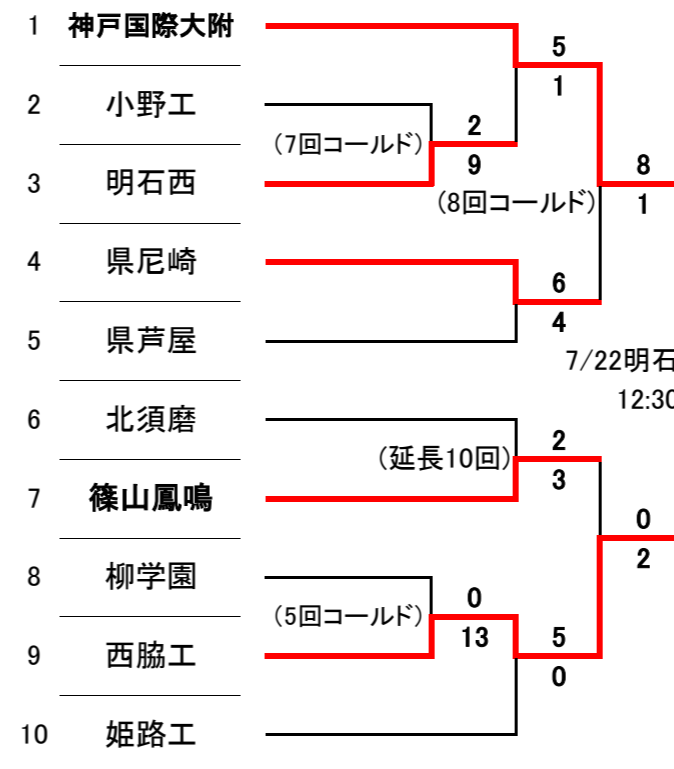 1 神戸国際大附
5
1
2 小野工
(7回コールド)
2
9
3 明石西
8
1
(8回コールド)
4 県尼崎
6
4
5 県芦屋
7/22明石
12:30
6 北須磨
(延長10回)
2
3
7 篠山鳳鳴
0
2
8 柳学園
(5回コールド)
0
13
9 西脇工
5
0
10 姫路工